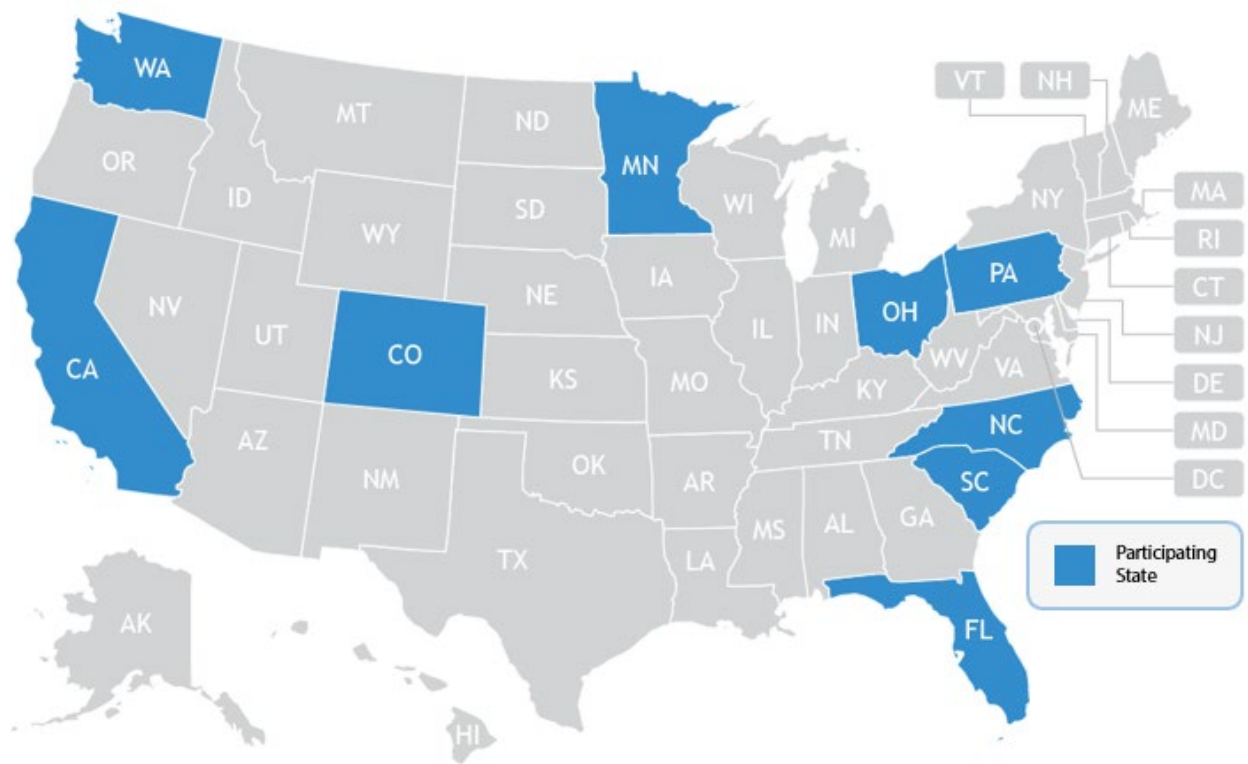 WA
MT
ND
MN
VT
NH
ME
OR
ID
SD
WI
NY
MA
WY
MI
RI
IA
PA
CT
NV
NE
OH
NJ
UT
CO
IL
IN
WV
VA
DE
CA
KS
MO
KY
MD
AZ
NM
OK
AR
TN
NC
SC
DC
TX
LA
MS
AL
GA
Participating
State
AK
FL
HI